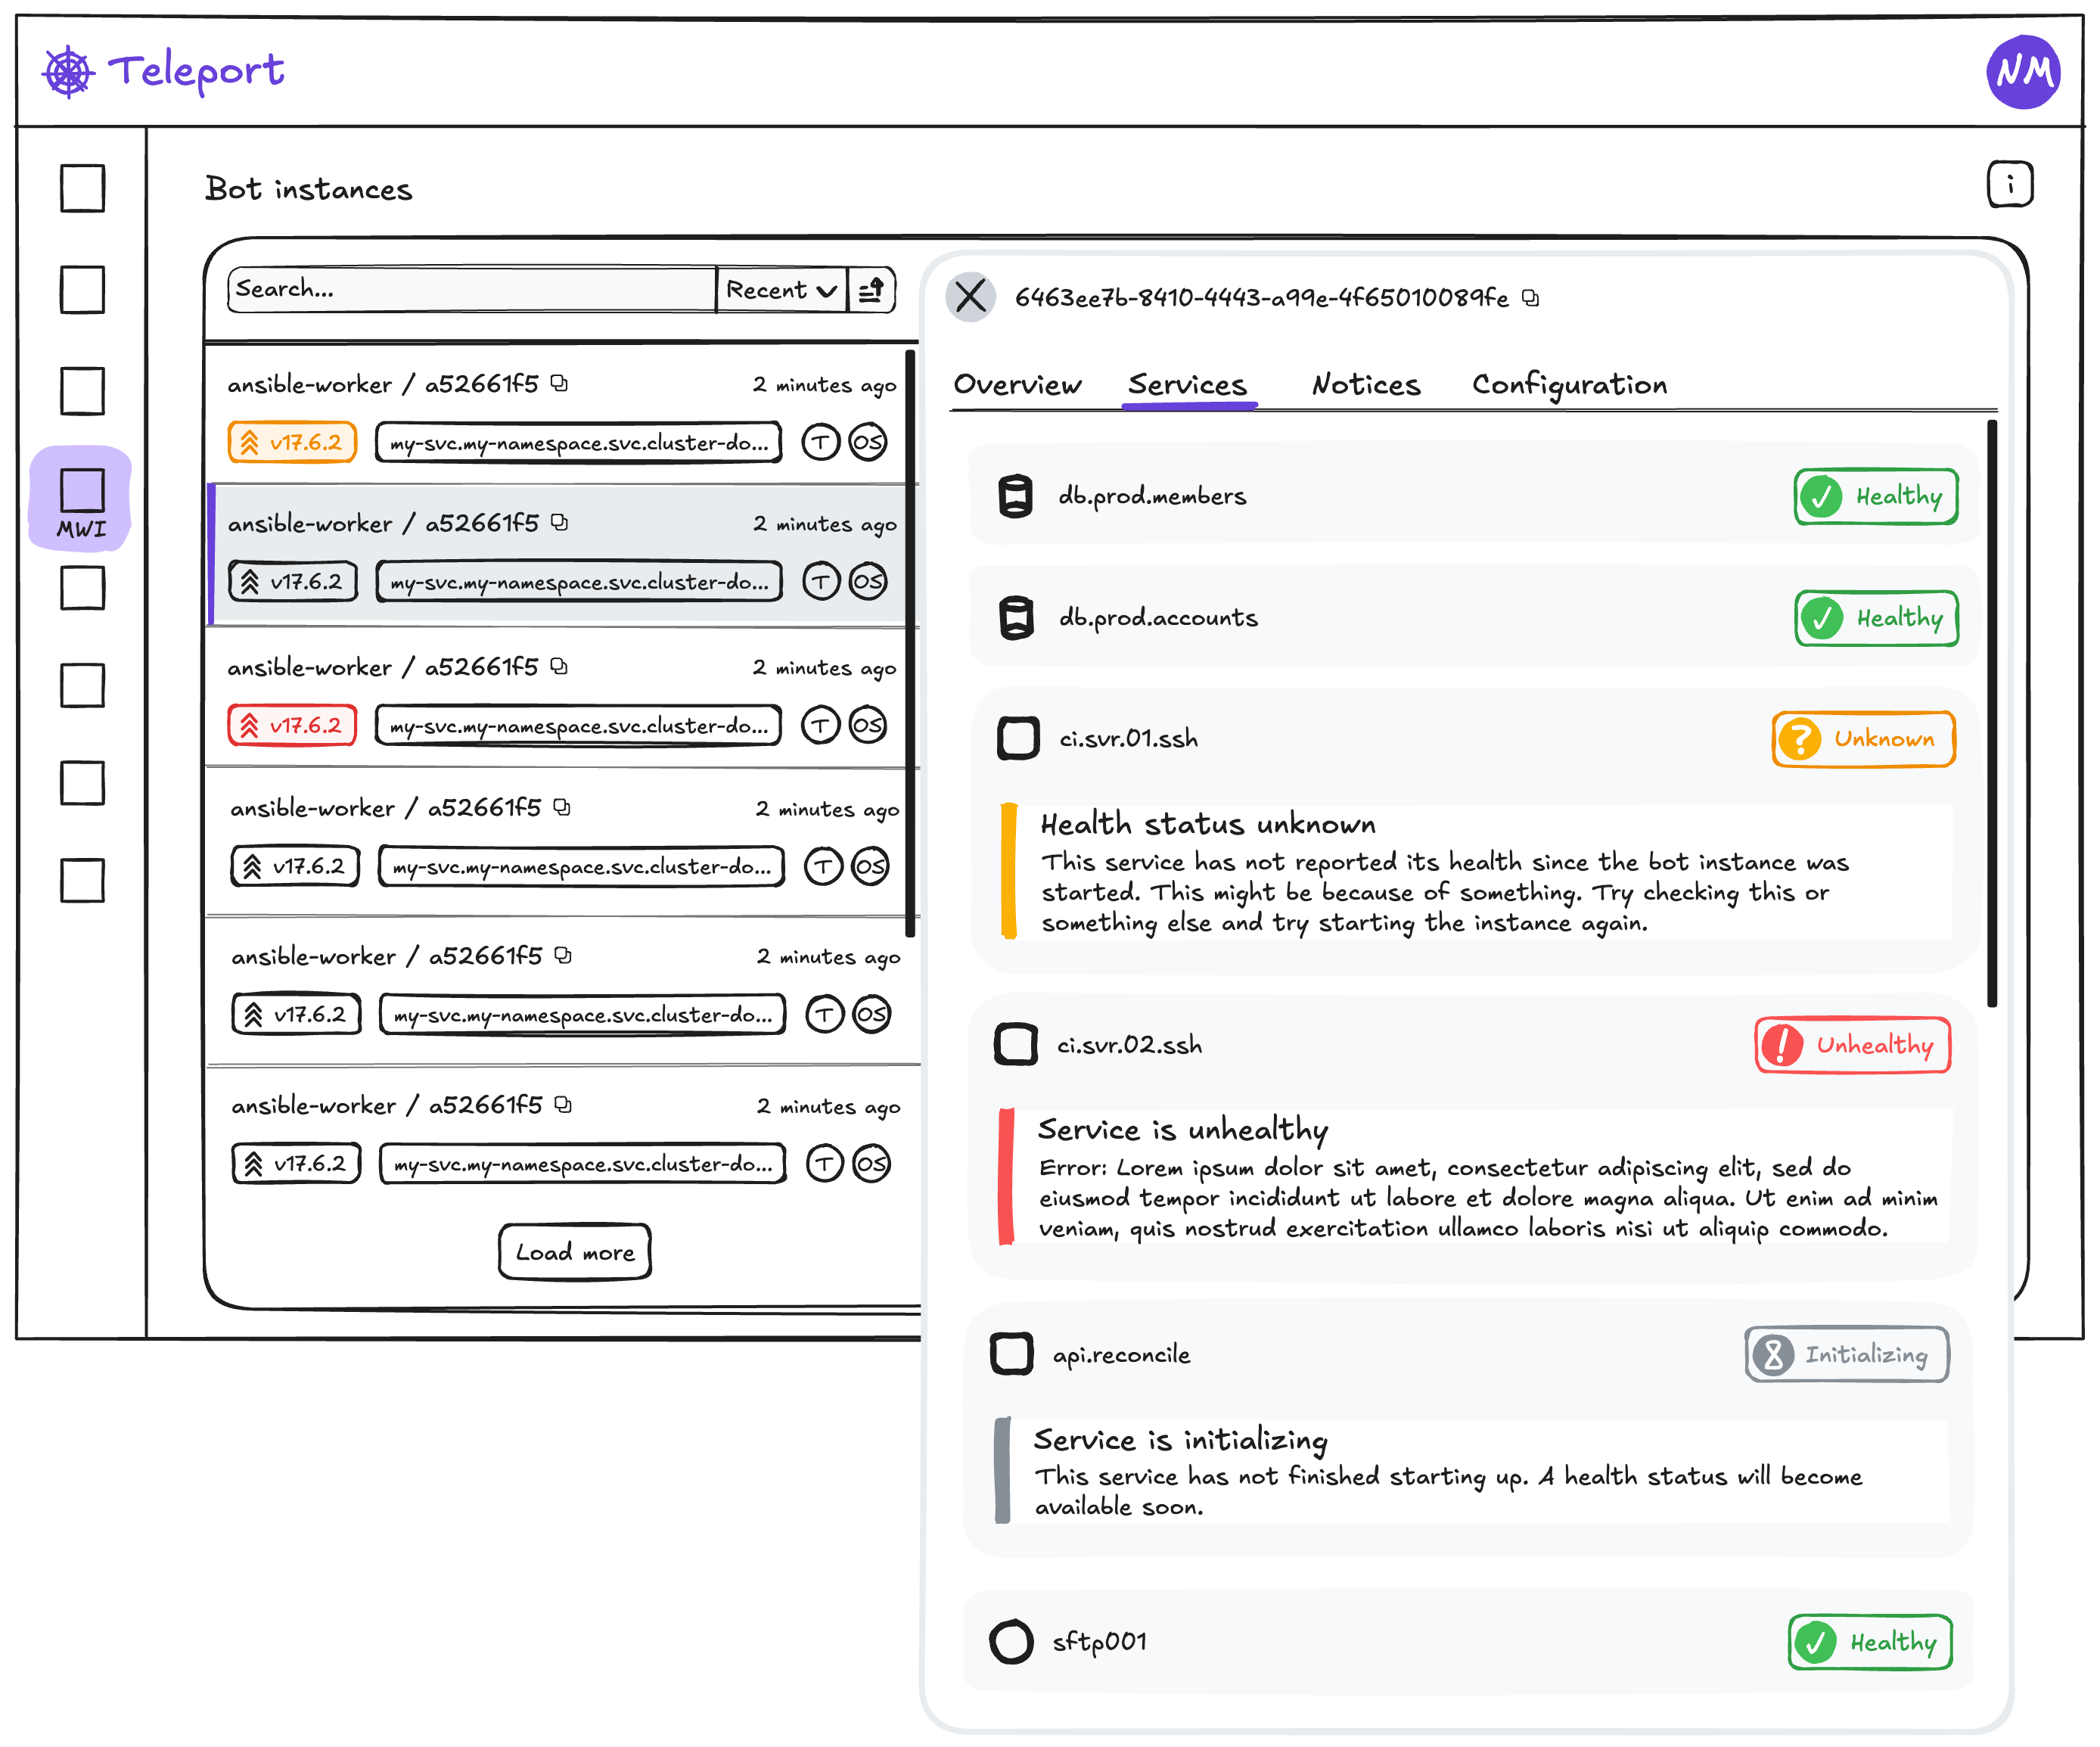 Teleport
NM
MWI
Bot instances
i
Search...
Recent
ansible-worker / a52661f5
2 minutes ago
v17.6.2
my-svc.my-namespace.svc.cluster-do...
T
OS
ansible-worker / a52661f5
2 minutes ago
v17.6.2
my-svc.my-namespace.svc.cluster-do...
T
OS
ansible-worker / a52661f5
2 minutes ago
v17.6.2
my-svc.my-namespace.svc.cluster-do...
T
OS
ansible-worker / a52661f5
2 minutes ago
v17.6.2
my-svc.my-namespace.svc.cluster-do...
T
OS
ansible-worker / a52661f5
2 minutes ago
v17.6.2
my-svc.my-namespace.svc.cluster-do...
T
OS
ansible-worker / a52661f5
2 minutes ago
v17.6.2
my-svc.my-namespace.svc.cluster-do...
T
OS
Load more
6463ee7b-8410-4443-a99e-4f65010089fe
Overview
Services
Notices
Configuration
db.prod.members
Healthy
db.prod.accounts
Healthy
ci.svr.01.ssh
? Unknown
Health status unknown
This service has not reported its health since the bot instance was
started. This might be because of something. Try checking this or
something else and try starting the instance again.
ci.svr.02.ssh
! Unhealthy
Service is unhealthy
Error: Lorem ipsum dolor sit amet, consectetur adipiscing elit, sed do
eiusmod tempor incididunt ut labore et dolore magna aliqua. Ut enim ad minim
veniam, quis nostrud exercitation ullamco laboris nisi ut aliquip commodo.
api.reconcile
Initializing
Service is initializing
This service has not finished starting up. A health status will become
available soon.
sftp001
Healthy